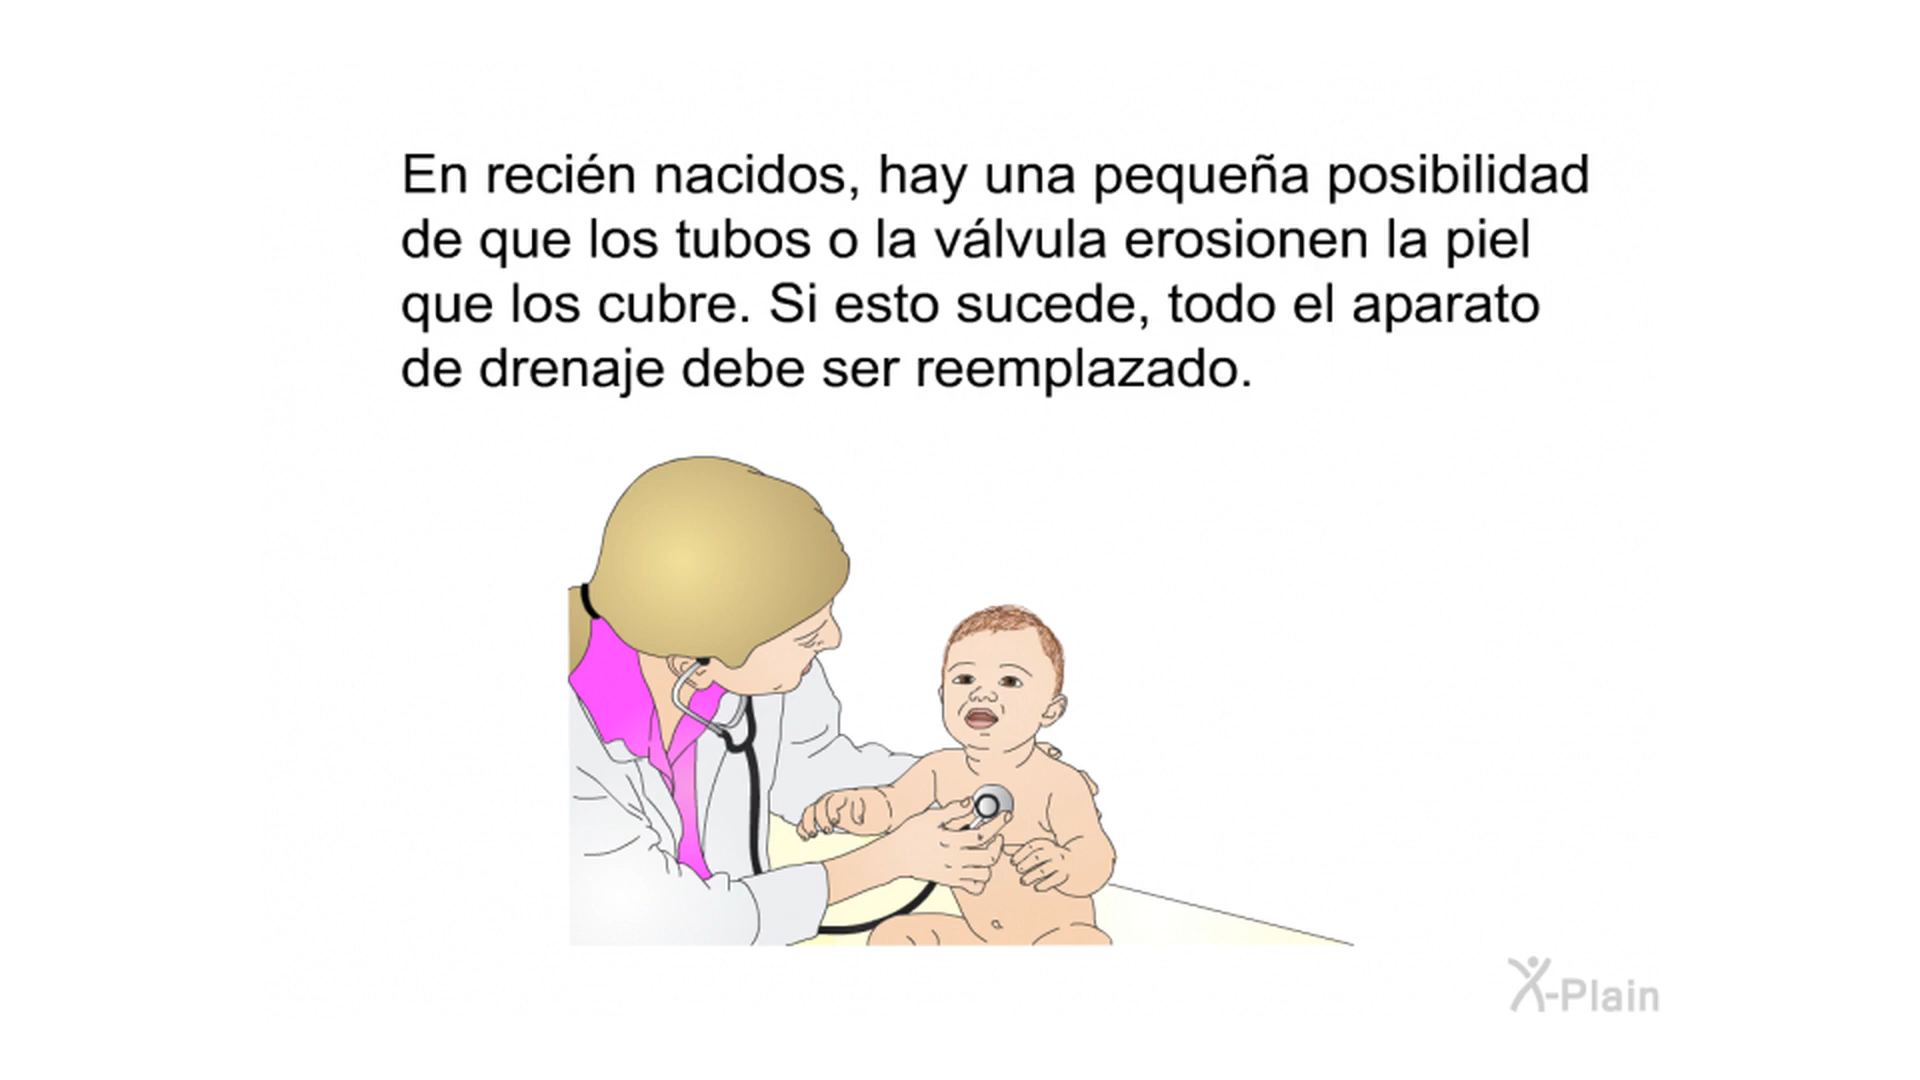 En recién nacidos, hay una pequeña posibilidad
de que los tubos o la válvula erosionen la piel
que los cubre. Si esto sucede, todo el aparato
de drenaje debe ser reemplazado.
X-Plain